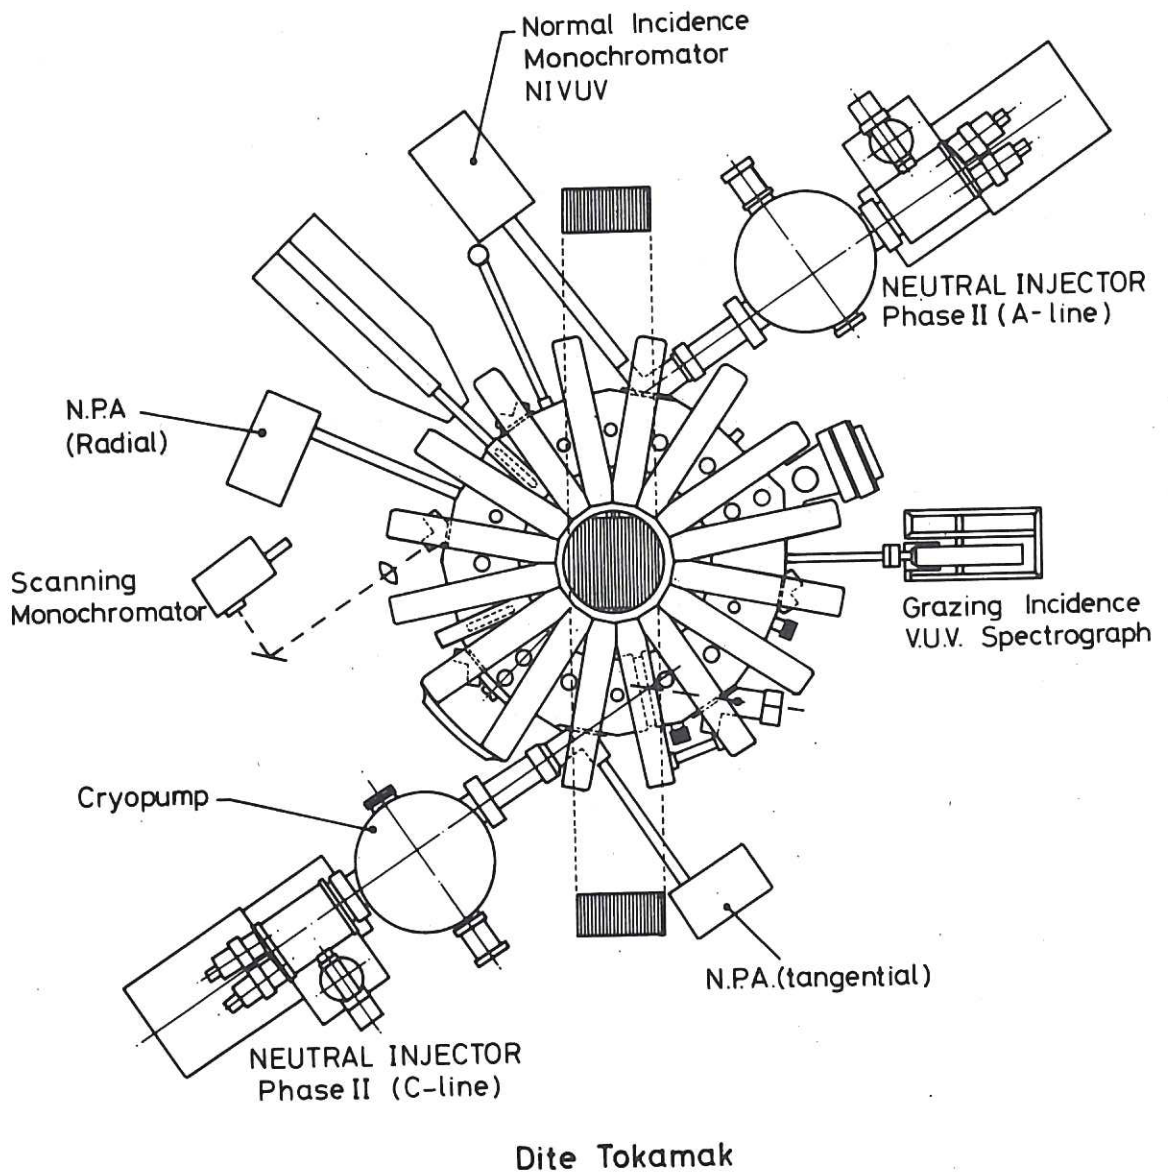 Normal Incidence
Monochromator
NIVUV
NEUTRAL INJECTOR
Phase II (A-line)
N.P.A
(Radial)
Scanning
Monochromator
Grazing Incidence
V.U.V. Spectrograph
Cryopump
N.P.A.(tangential)
NEUTRAL INJECTOR
Phase II (C-line)
Dite Tokamak